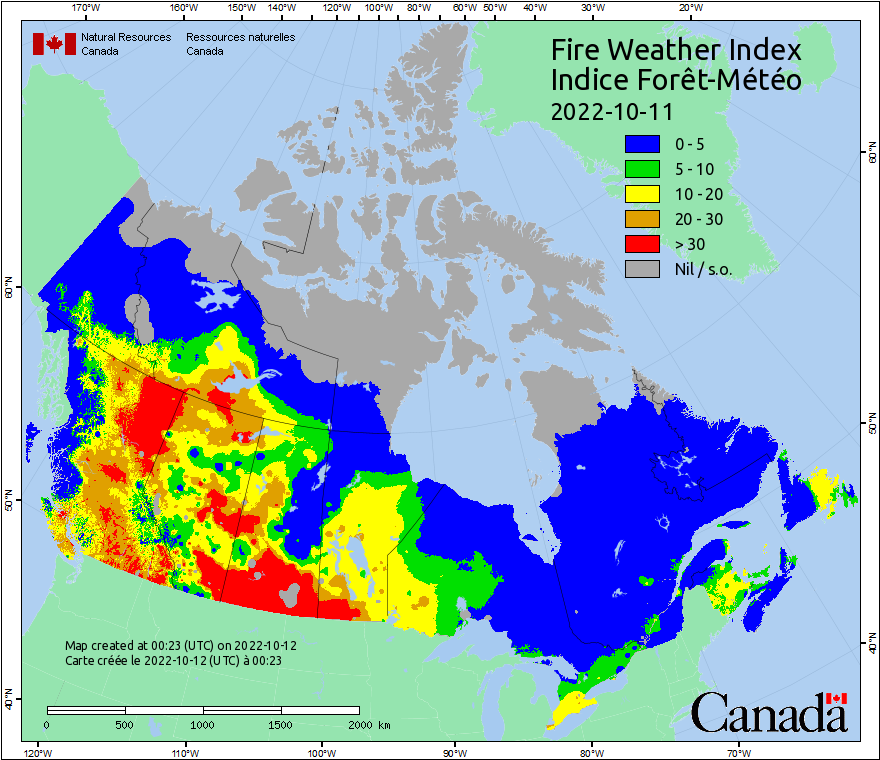 170°W 160°W 150°W 140°W 120°W 110°W 100°W 90°W 80°W 60°W 50°W 40°W 30°W 20°W
Natural Resources Ressources naturelles
Canada Canada
Fire Weather Index
Indice Forêt-Météo
2022-10-11
0 - 5
5 - 10
10 - 20
20 - 30
> 30
Nil / s.o.
60°N
60°N
50°N
50°N
40°N
40°N
Map created at 00:23 (UTC) on 2022-10-12
Carte créée le 2022-10-12 (UTC) à 00:23
0 500 1000 1500 2000 km
Canada
120°W 110°W 100°W 90°W 80°W 70°W